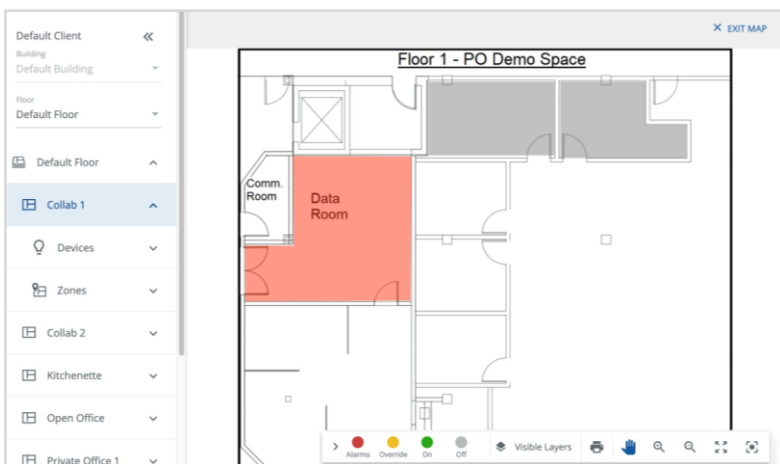 Default Client
Building
Default Building
Floor
Default Floor
Default Floor
Collab 1
Devices
Zones
Collab 2
Kitchenette
Open Office
Private Office 1
EXIT MAP
Floor 1 - PO Demo Space
Comm.
Room
Data
Room
Alarms Override On Off Visible Layers